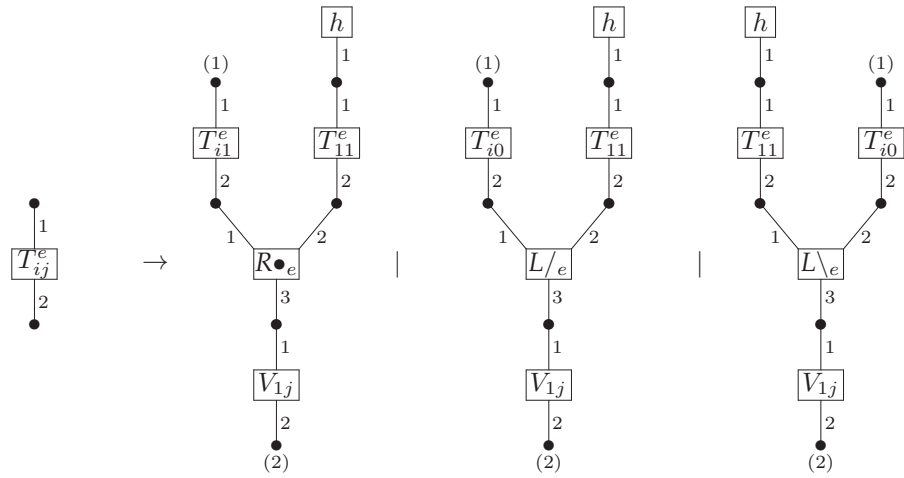 h h h
(1) 1 (1) 1 1 (1)
1 1 1 1 1 1
T^e_{i1} T^e_{11} T^e_{i0} T^e_{11} T^e_{11} T^e_{i0}
2 2 2 2 2 2
1 1 2 1 2 1 2
T^e_{ij} → R●_e | L/_e | L\_e
2 3 3 3
1 1 1
V_{1j} V_{1j} V_{1j}
2 2 2
(2) (2) (2)